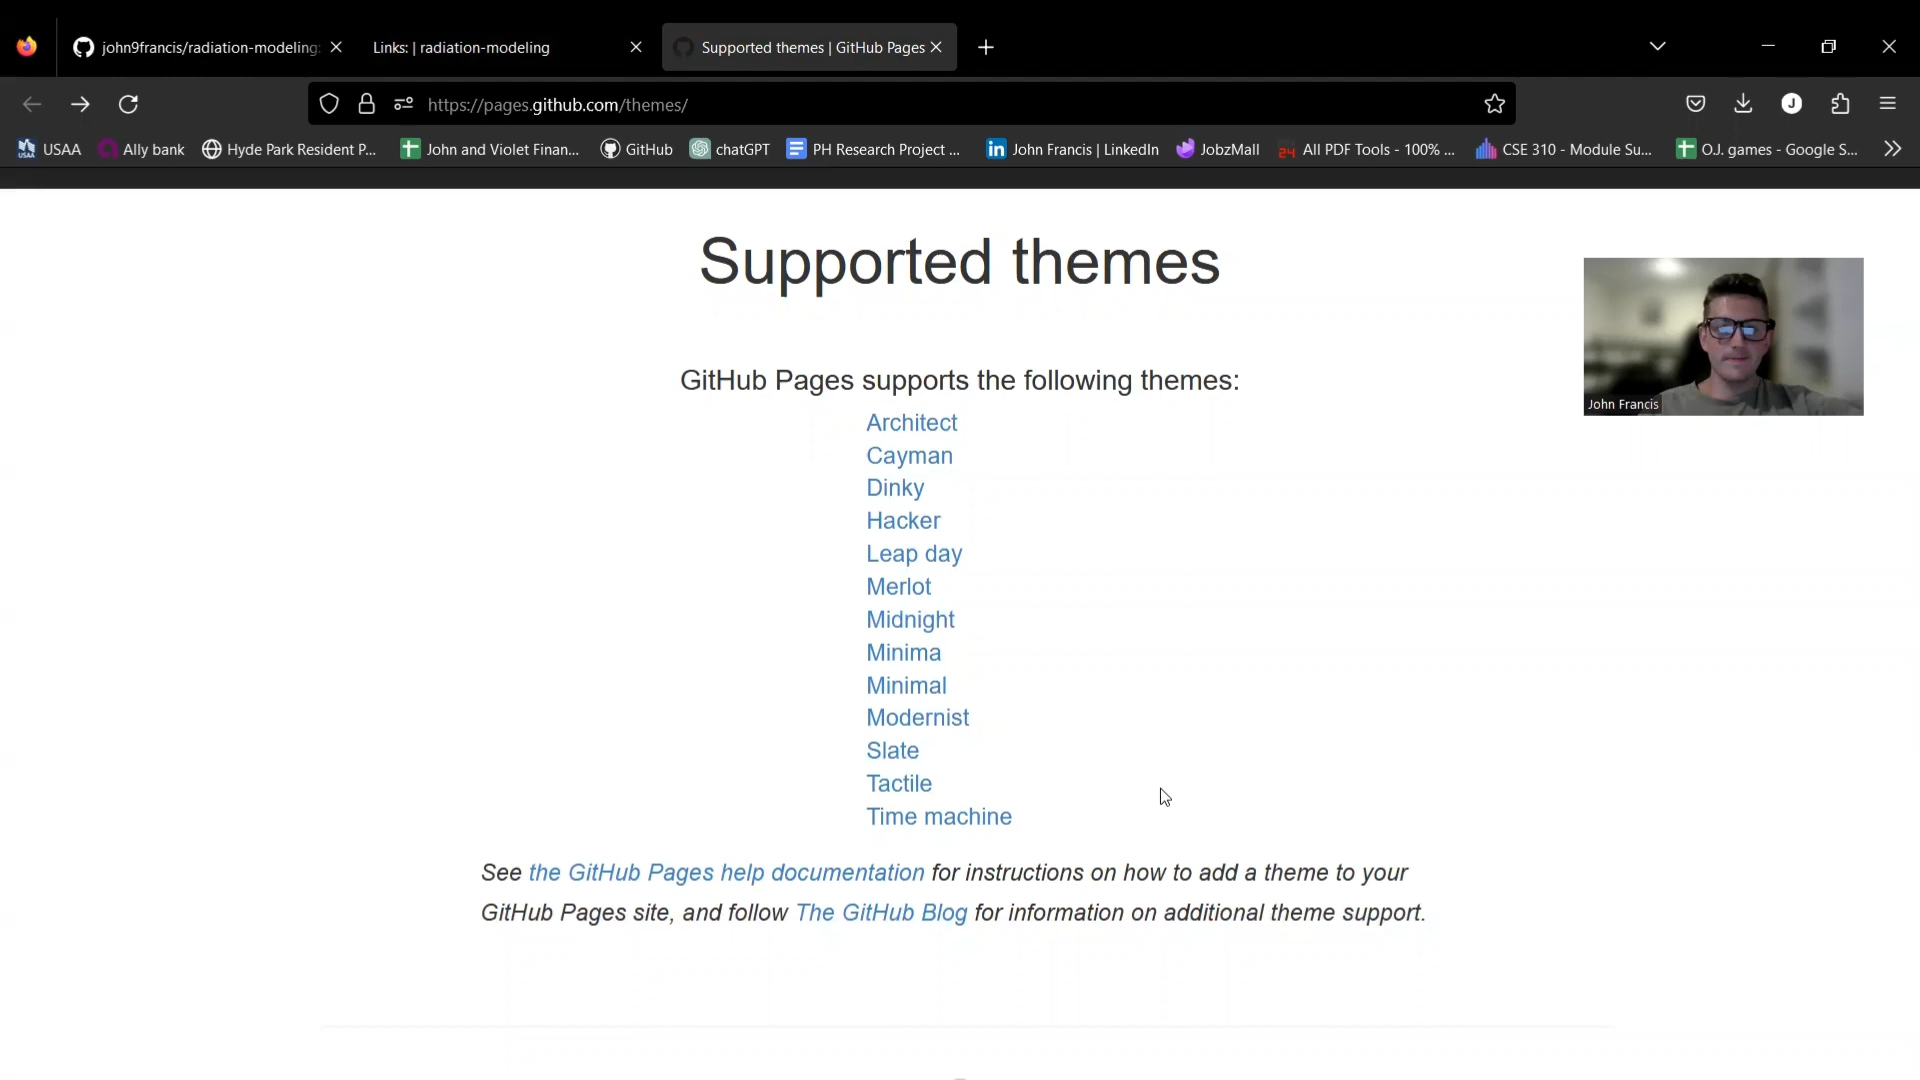 john9francis/radiation-modeling:
Links: | radiation-modeling
Supported themes | GitHub Pages
https://pages.github.com/themes/
J
USAA
Ally bank
Hyde Park Resident P...
John and Violet Finan...
GitHub
chatGPT
PH Research Project ...
John Francis | LinkedIn
JobzMall
24
All PDF Tools - 100% ...
CSE 310 - Module Su...
O.J. games - Google S...
Supported themes
John Francis
GitHub Pages supports the following themes:
Architect
Cayman
Dinky
Hacker
Leap day
Merlot
Midnight
Minima
Minimal
Modernist
Slate
Tactile
Time machine
See the GitHub Pages help documentation for instructions on how to add a theme to your
GitHub Pages site, and follow The GitHub Blog for information on additional theme support.